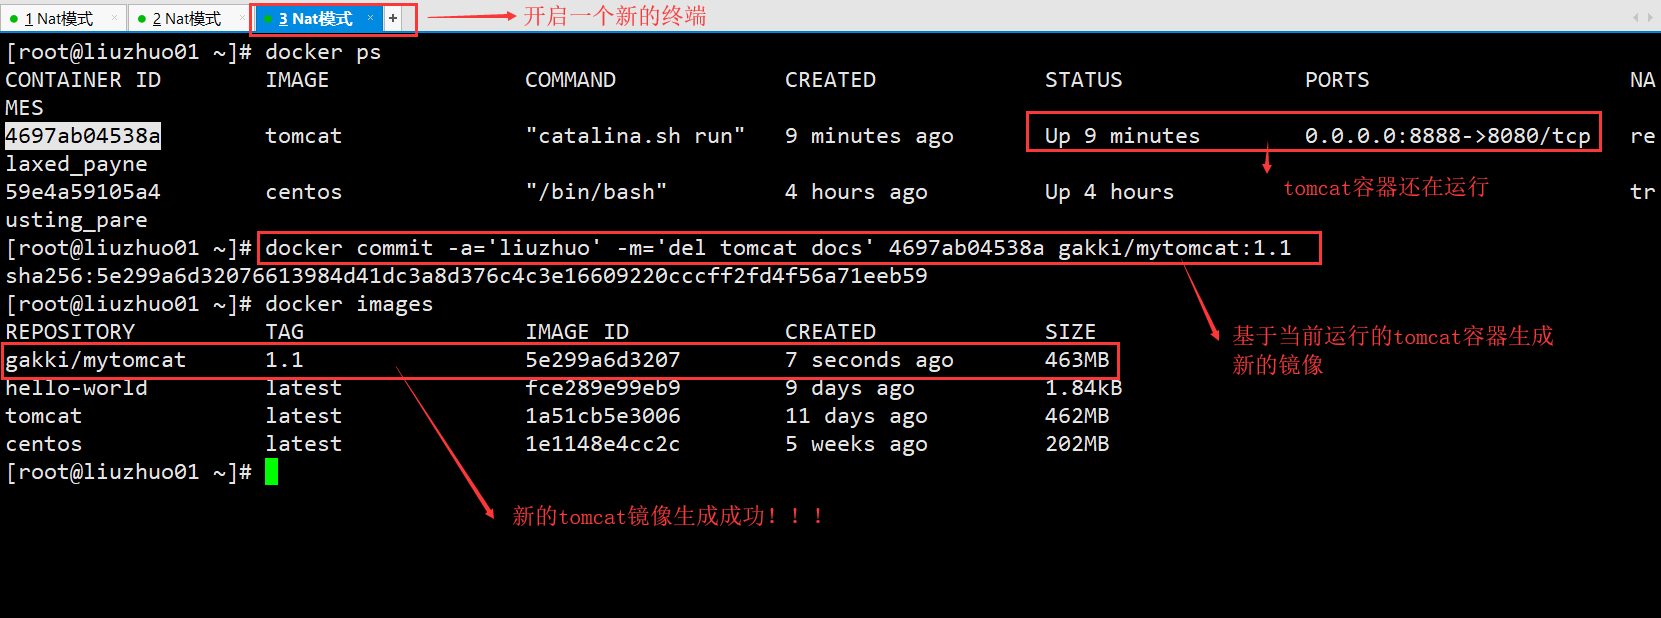 1 Nat模式 × 2 Nat模式 × 3 Nat模式 × + 开启一个新的终端
[root@liuzhuo01 ~]# docker ps
CONTAINER ID IMAGE COMMAND CREATED STATUS PORTS NA
MES
4697ab04538a tomcat "catalina.sh run" 9 minutes ago Up 9 minutes 0.0.0.0:8888->8080/tcp re
laxed_payne
tomcat容器还在运行
59e4a59105a4 centos "/bin/bash" 4 hours ago Up 4 hours tr
usting_pare
[root@liuzhuo01 ~]# docker commit -a='liuzhuo' -m='del tomcat docs' 4697ab04538a gakki/mytomcat:1.1
sha256:5e299a6d32076613984d41dc3a8d376c4c3e16609220cccff2fd4f56a71eeb59
[root@liuzhuo01 ~]# docker images
REPOSITORY TAG IMAGE ID CREATED SIZE
基于当前运行的tomcat容器生成
新的镜像
gakki/mytomcat 1.1 5e299a6d3207 7 seconds ago 463MB
hello-world latest fce289e99eb9 9 days ago 1.84kB
tomcat latest 1a51cb5e3006 11 days ago 462MB
centos latest 1e1148e4cc2c 5 weeks ago 202MB
[root@liuzhuo01 ~]#
新的tomcat镜像生成成功！！！